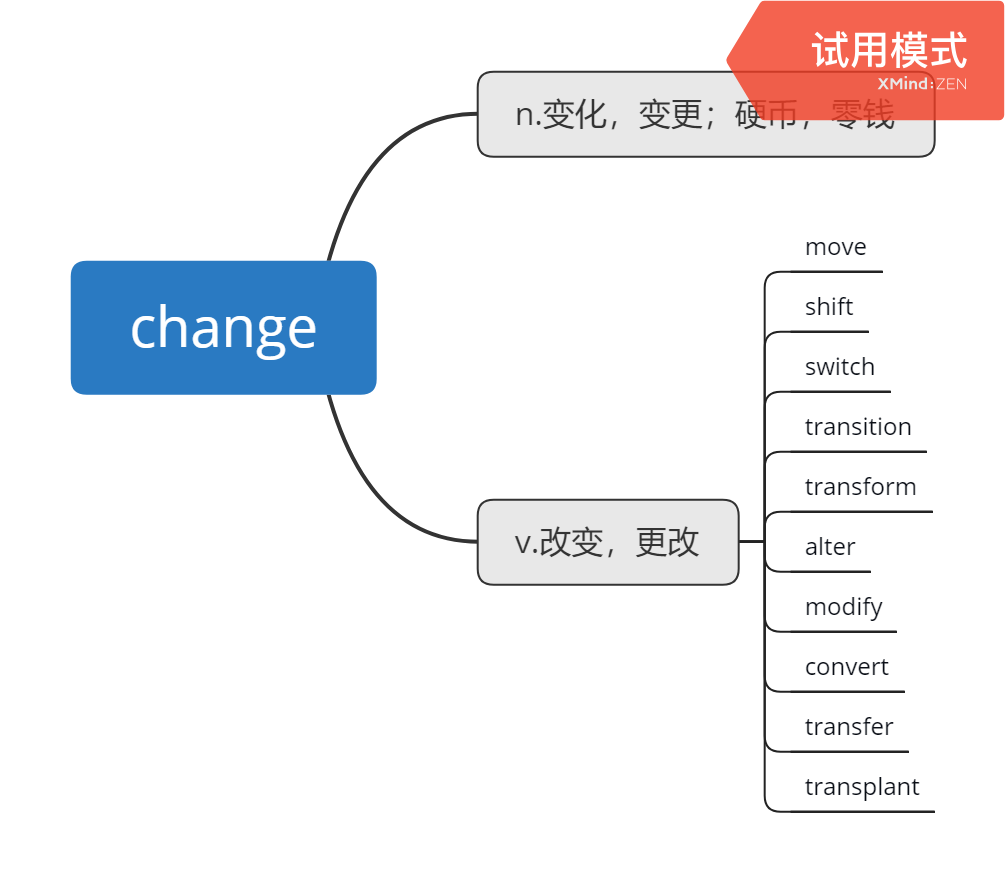 试用模式
XMind:ZEN
n.变化，变更；硬币，零钱
change
move
shift
switch
transition
transform
v.改变，更改
alter
modify
convert
transfer
transplant